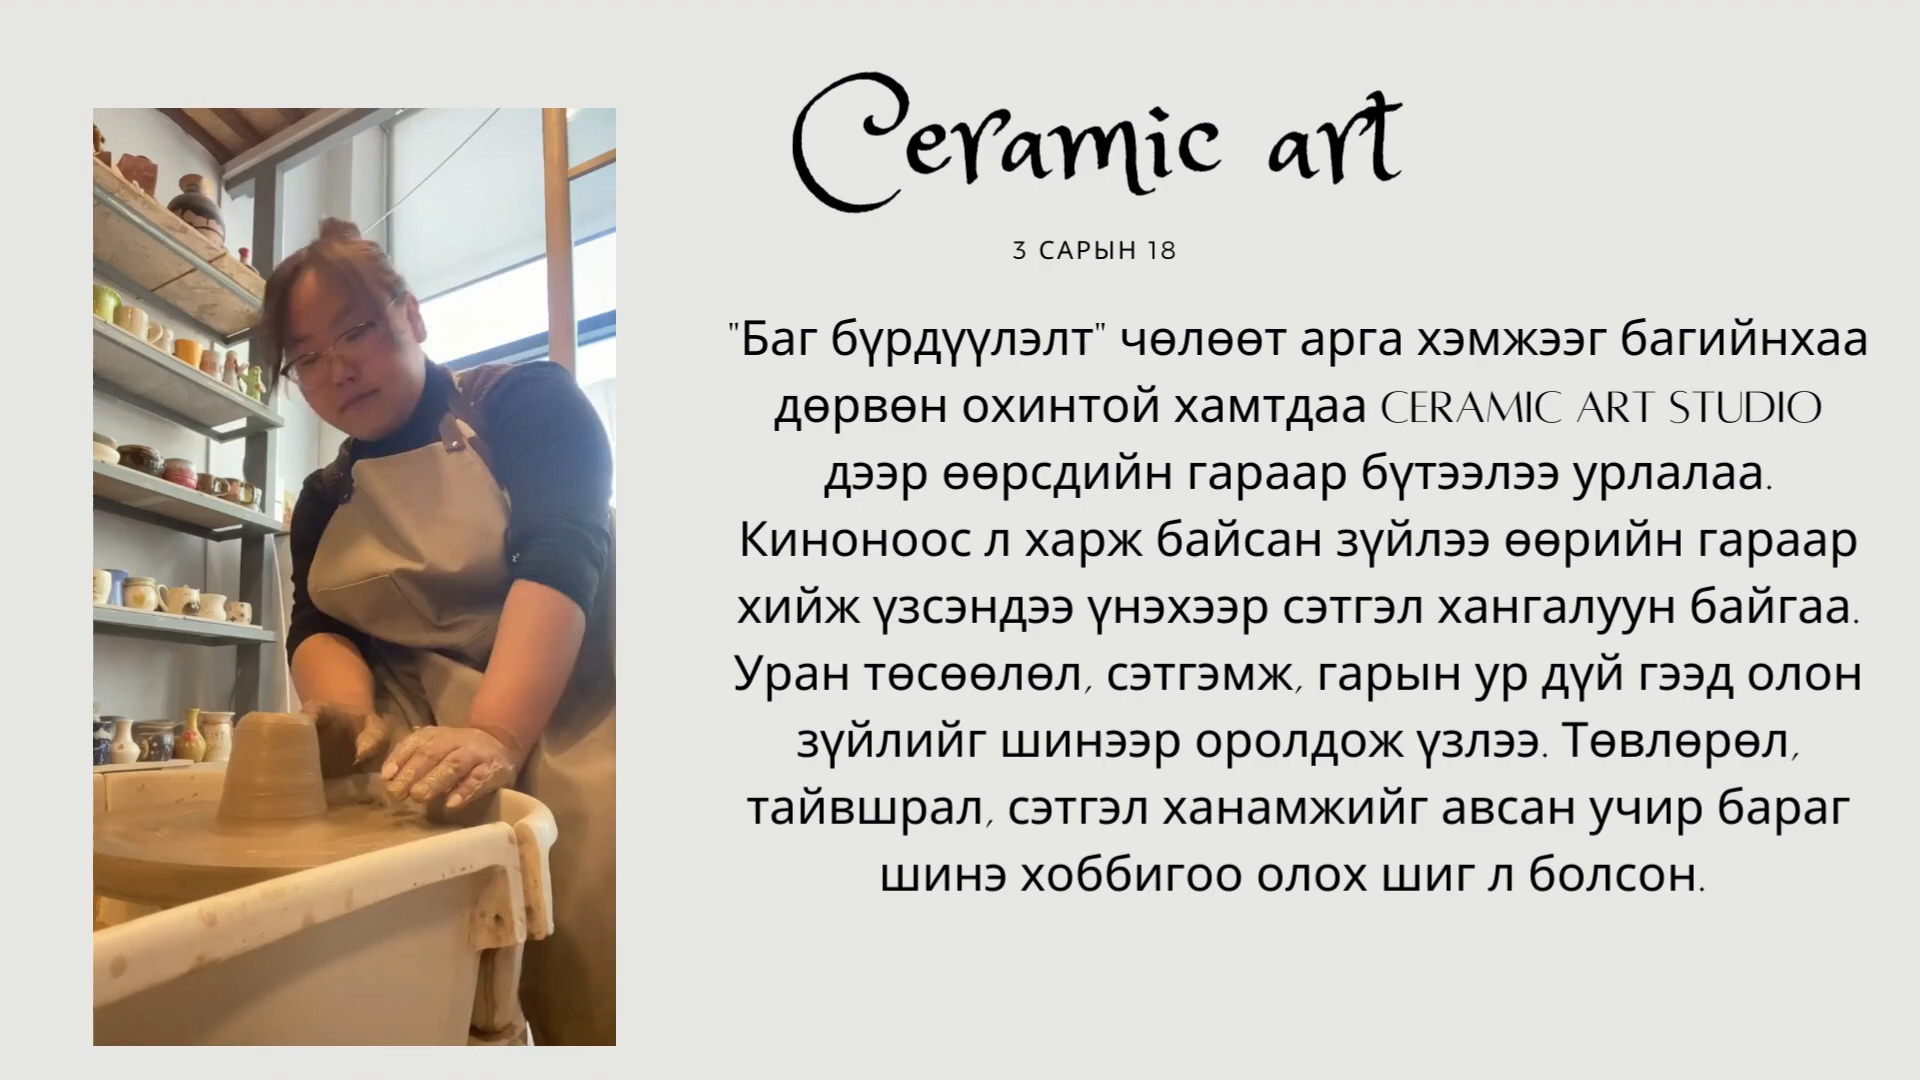 Ceramic art
3 САРЫН 18
"Баг бүрдүүлэлт" чөлөөт арга хэмжээг багийнхаа
дөрвөн охинтой хамтдаа CERAMIC ART STUDIO
дээр өөрсдийн гараар бүтээлээ урлалаа.
Киноноос л харж байсан зүйлээ өөрийн гараар
хийж үзсэндээ үнэхээр сэтгэл хангалуун байгаа.
Уран төсөөлөл, сэтгэмж, гарын ур дүй гээд олон
зүйлийг шинээр оролдож үзлээ. Төвлөрөл,
тайвшрал, сэтгэл ханамжийг авсан учир бараг
шинэ хоббигоо олох шиг л болсон.